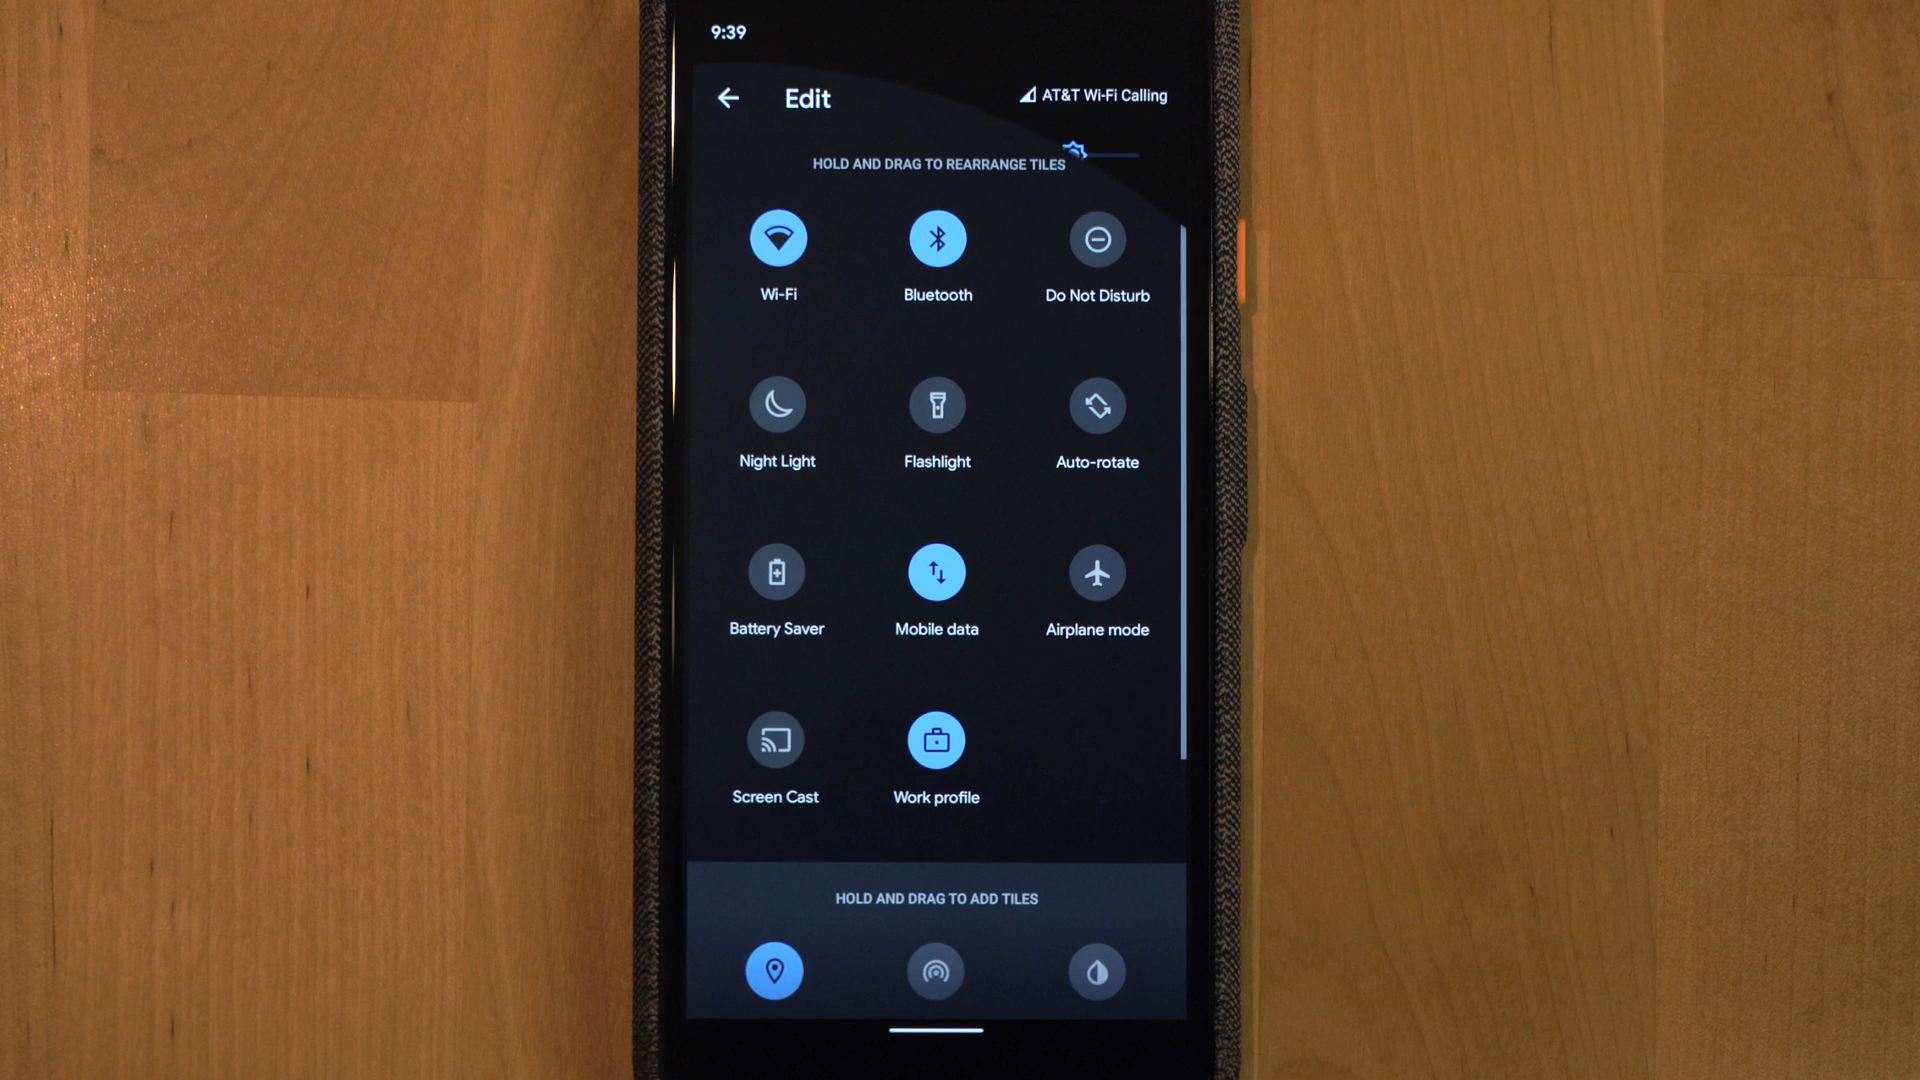 9:39
Edit
AT&T Wi-Fi Calling
HOLD AND DRAG TO REARRANGE TILES
Wi-Fi
Bluetooth
Do Not Disturb
Night Light
Flashlight
Auto-rotate
Battery Saver
Mobile data
Airplane mode
Screen Cast
Work profile
HOLD AND DRAG TO ADD TILES